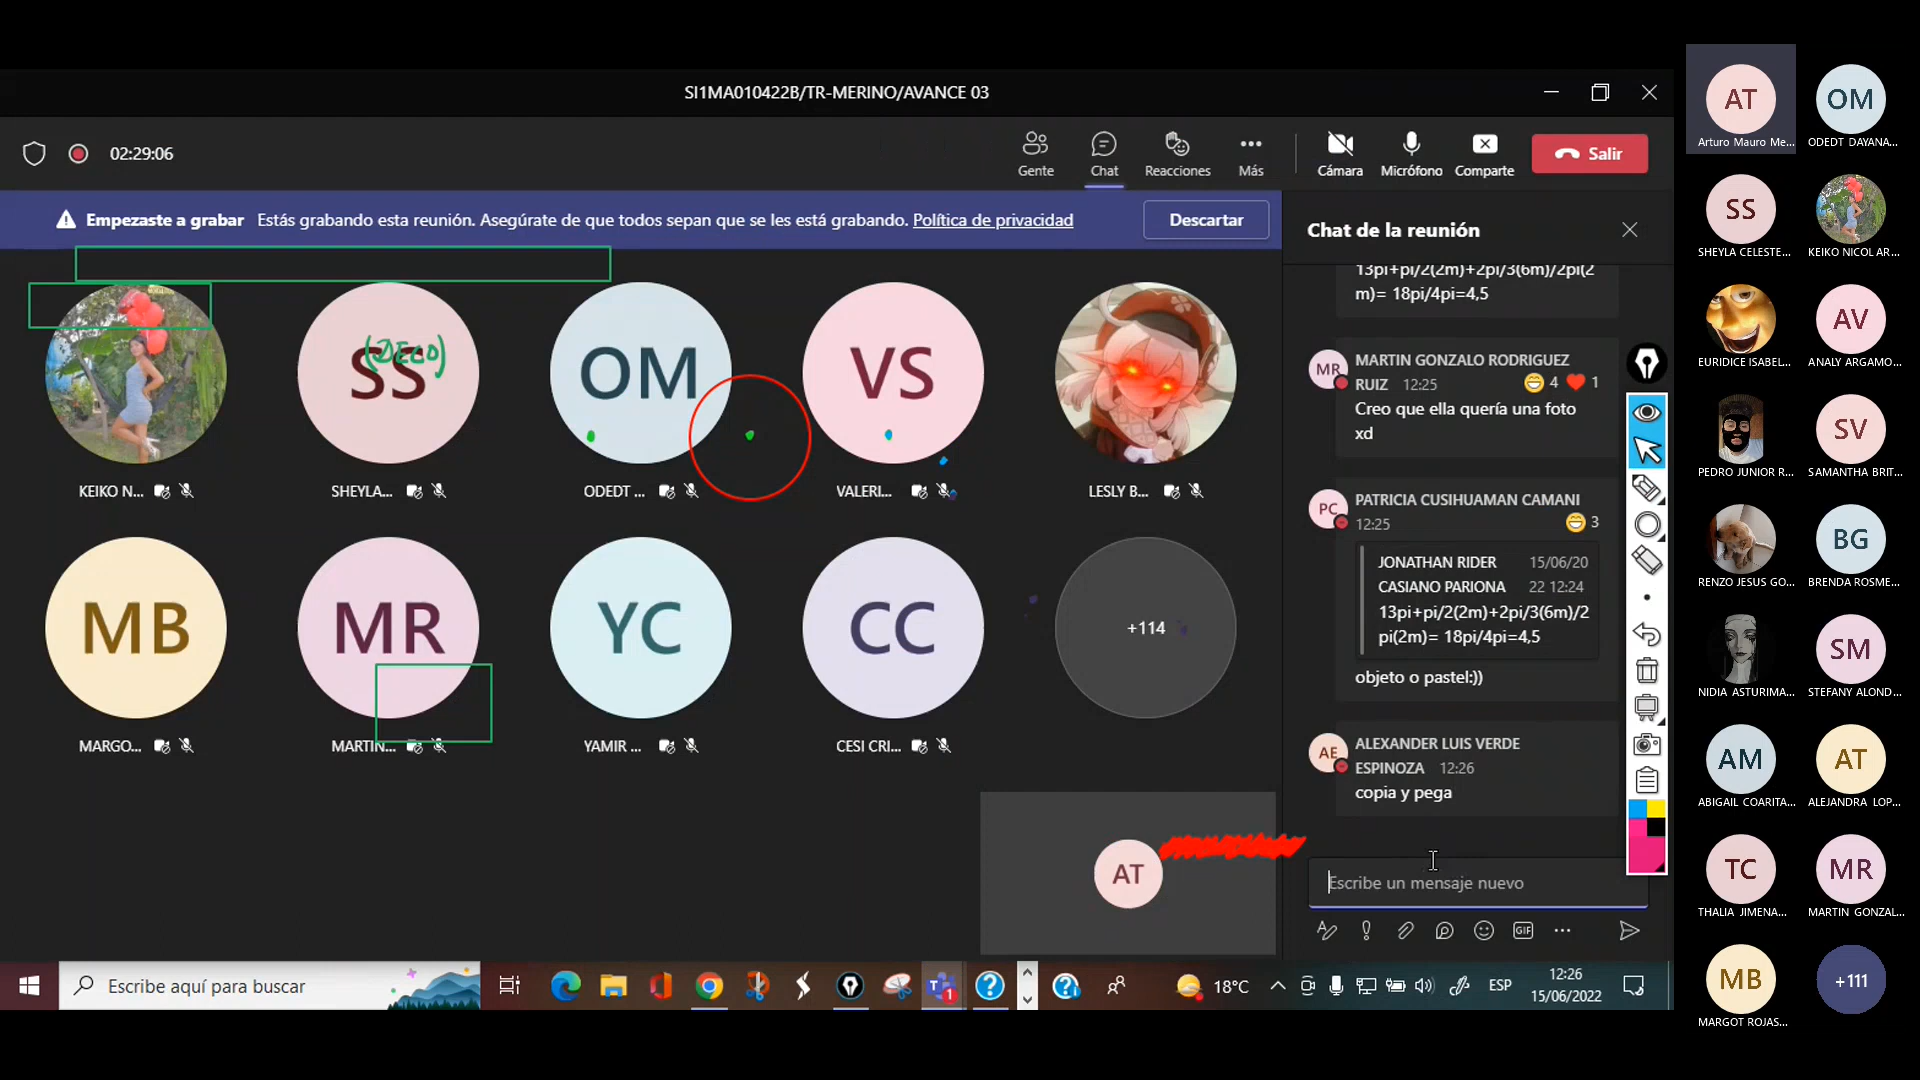 SI1MA010422B/TR-MERINO/AVANCE 03
02:29:06
Gente
Chat
Reacciones
Más
Cámara
Micrófono
Comparte
Salir
Empezaste a grabar Estás grabando esta reunión. Asegúrate de que todos sepan que se les está grabando. Política de privacidad
Descartar
SS
(DECO)
OM
VS
KEIKO N...
SHEYLA...
ODEDT ...
VALERI...
LESLY B...
MB
MR
YC
CC
+114
MARGO...
MARTIN...
YAMIR ...
CESI CRI...
AT
Chat de la reunión
13pi+pi/2(2m)+2pi/3(6m)/2pi(2
m)= 18pi/4pi=4,5
MR
MARTIN GONZALO RODRIGUEZ
RUIZ 12:25
4 1
Creo que ella quería una foto
xd
PC
PATRICIA CUSIHUAMAN CAMANI
12:25
3
JONATHAN RIDER 15/06/20
CASIANO PARIONA 22 12:24
13pi+pi/2(2m)+2pi/3(6m)/2
pi(2m)= 18pi/4pi=4,5
objeto o pastel:))
AE
ALEXANDER LUIS VERDE
ESPINOZA 12:26
copia y pega
Escribe un mensaje nuevo
GIF
Escribe aquí para buscar
1
18°C
ESP
12:26
15/06/2022
AT
Arturo Mauro Me...
OM
ODEDT DAYANA...
SS
SHEYLA CELESTE...
KEIKO NICOL AR...
EURIDICE ISABEL...
AV
ANALY ARGAMO...
PEDRO JUNIOR R...
SV
SAMANTHA BRIT...
RENZO JESUS GO...
BG
BRENDA ROSME...
NIDIA ASTURIMA...
SM
STEFANY ALOND...
AM
ABIGAIL COARITA...
AT
ALEJANDRA LOP...
TC
THALIA JIMENA...
MR
MARTIN GONZAL...
MB
MARGOT ROJAS...
+111